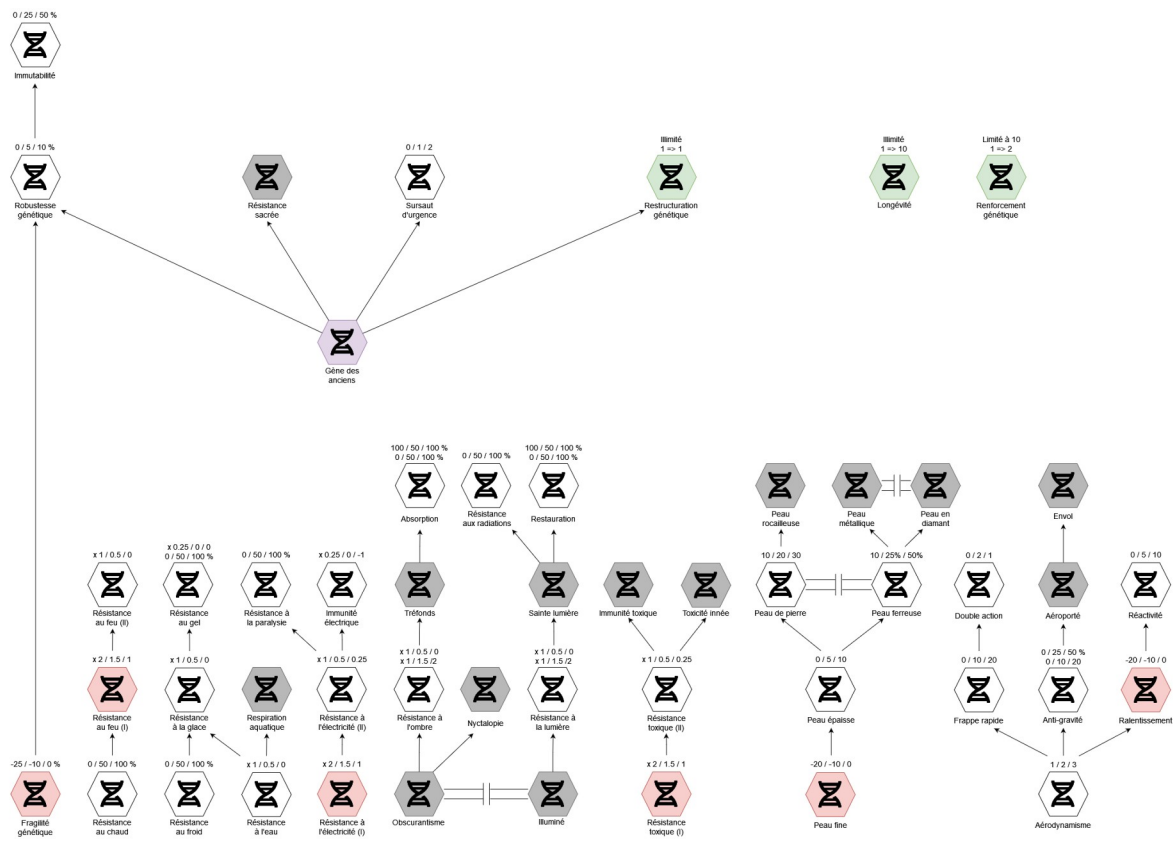 0 / 25 / 50 %
Immutabilité
0 / 5 / 10 %
Robustesse
génétique
Résistance
sacrée
0 / 1 / 2
Sursaut
d'urgence
Illimité
1 => 1
Restructuration
génétique
Illimité
1 => 10
Longévité
Limité à 10
1 => 2
Renforcement
génétique
Gène des
anciens
100 / 50 / 100 %
0 / 50 / 100 %
Absorption
0 / 50 / 100 %
Résistance
aux radiations
100 / 50 / 100 %
0 / 50 / 100 %
Restauration
Peau
rocailleuse
Peau
métallique
Peau en
diamant
Envol
x 1 / 0.5 / 0
Résistance
au feu (II)
x 0.25 / 0 / 0
0 / 50 / 100 %
Résistance
au gel
0 / 50 / 100%
Résistance à
la paralysie
x 0.25 / 0 / -1
Immunité
électrique
Tréfonds
Sainte lumière
Immunité toxique
Toxicité innée
10 / 20 / 30
Peau de pierre
10 / 25% / 50%
Peau ferreuse
0 / 2 / 1
Double action
Aéroporté
0 / 5 / 10
Réactivité
x 2 / 1.5 / 1
Résistance
au feu (I)
x 1 / 0.5 / 0
Résistance
à la glace
Respiration
aquatique
x 1 / 0.5 / 0.25
Résistance à
l'électricité (II)
x 1 / 0.5 / 0
x 1 / 1.5 /2
Résistance à
l'ombre
Nyctalopie
x 1 / 0.5 / 0
x 1 / 1.5 /2
Résistance à
la lumière
x 1 / 0.5 / 0.25
Résistance
toxique (II)
0 / 5 / 10
Peau épaisse
0 / 10 / 20
Frappe rapide
0 / 25 / 50 %
0 / 10 / 20
Anti-gravité
-20 / -10 / 0
Ralentissement
-25 / -10 / 0 %
Fragilité
génétique
0 / 50 / 100%
Résistance
au chaud
0 / 50 / 100%
Résistance
au froid
x 1 / 0.5 / 0
Résistance
à l'eau
x 2 / 1.5 / 1
Résistance à
l'électricité (I)
Obscurantisme
Illuminé
x 2 / 1.5 / 1
Résistance
toxique (I)
-20 / -10 / 0
Peau fine
1 / 2 / 3
Aérodynamisme